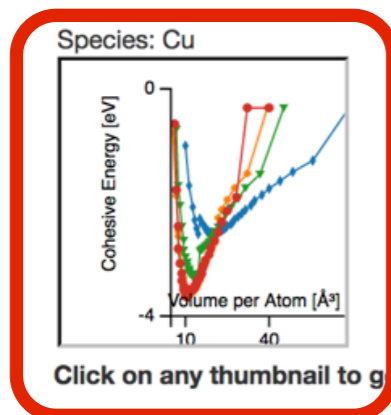 Species: Cu
0
Cohesive Energy [eV]
Volume per Atom [Å³]
-4
10
40
Click on any thumbnail to g